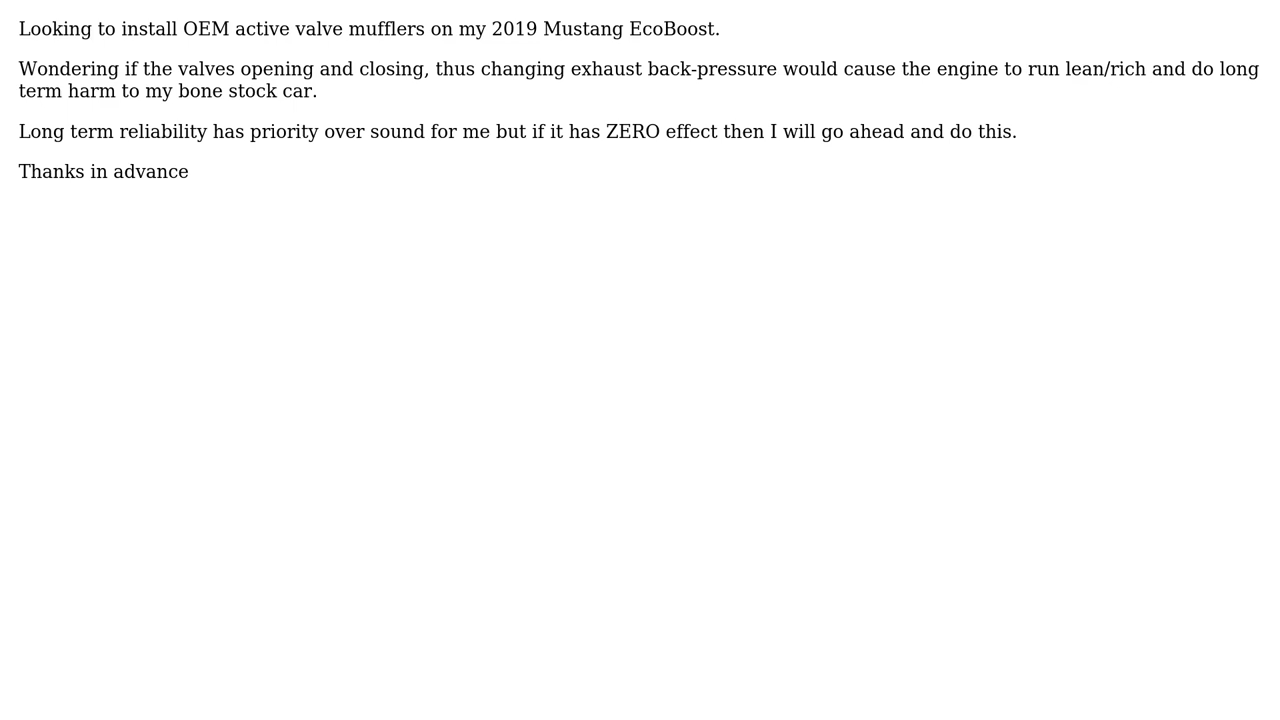 Looking to install OEM active valve mufflers on my 2019 Mustang EcoBoost.
Wondering if the valves opening and closing, thus changing exhaust back-pressure would cause the engine to run lean/rich and do long
term harm to my bone stock car.
Long term reliability has priority over sound for me but if it has ZERO effect then I will go ahead and do this.
Thanks in advance